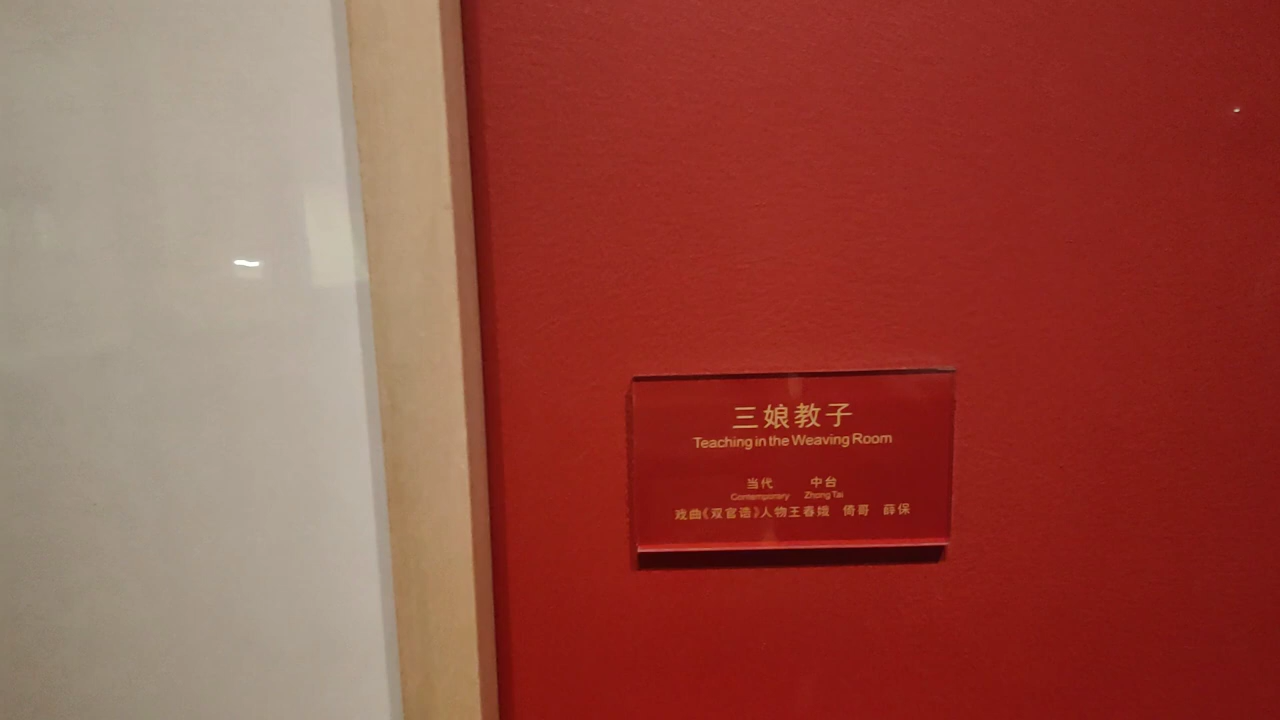 三娘教子
Teaching in the Weaving Room
当代 中台
Contemporary Zhong Tai
戏曲《双官诰》人物王春娥 倚哥 薛保